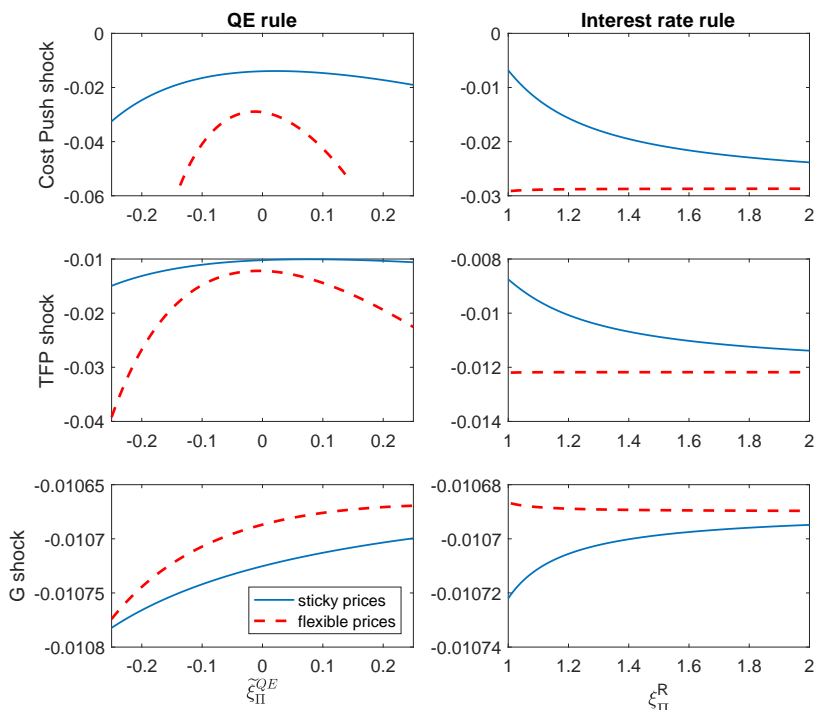 QE rule
Interest rate rule
Cost Push shock
0
-0.02
-0.04
-0.06
-0.2 -0.1 0 0.1 0.2
0
-0.01
-0.02
-0.03
1 1.2 1.4 1.6 1.8 2
TFP shock
-0.01
-0.02
-0.03
-0.04
-0.2 -0.1 0 0.1 0.2
-0.008
-0.01
-0.012
-0.014
1 1.2 1.4 1.6 1.8 2
G shock
-0.01065
-0.0107
-0.01075
-0.0108
-0.2 -0.1 0 0.1 0.2
sticky prices
flexible prices
ξ̃_Π^QE
-0.01068
-0.0107
-0.01072
-0.01074
1 1.2 1.4 1.6 1.8 2
ξ_Π^R